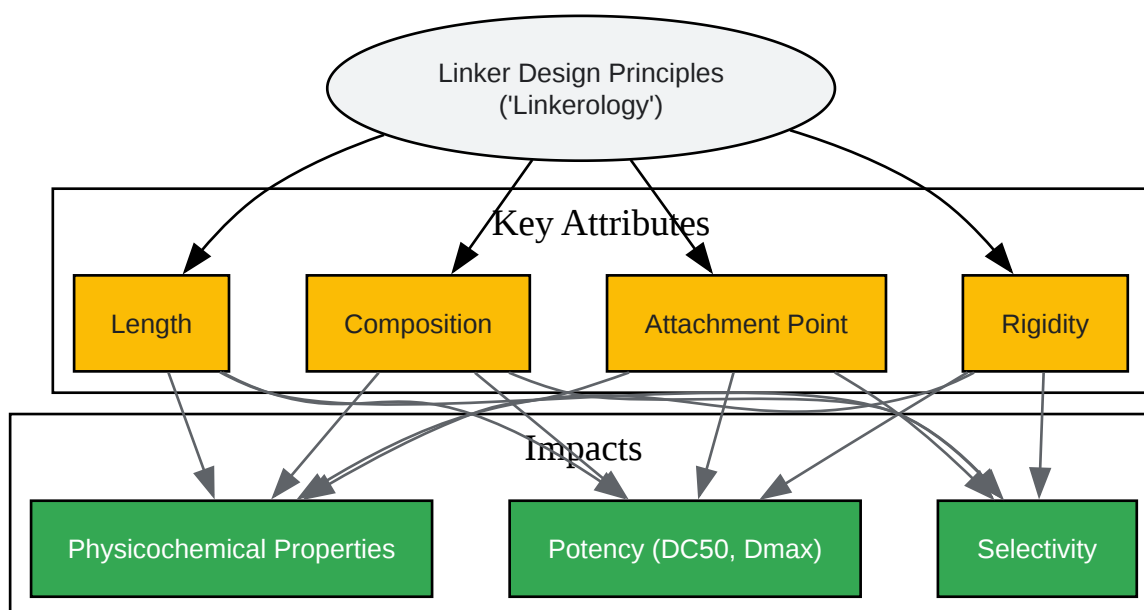 Linker Design Principles
('Linkerology')
Key Attributes
Length
Composition
Attachment Point
Rigidity
Impacts
Physicochemical Properties
Potency (DC50, Dmax)
Selectivity